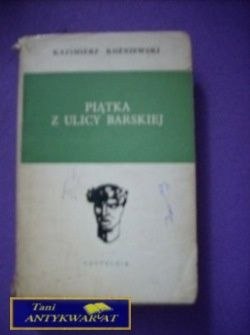 KAZIMIERZ KOŹNIEWSKI
PIĄTKA
Z ULICY BARSKIEJ
CZYTELNIK
Tani
ANTYKWARIAT